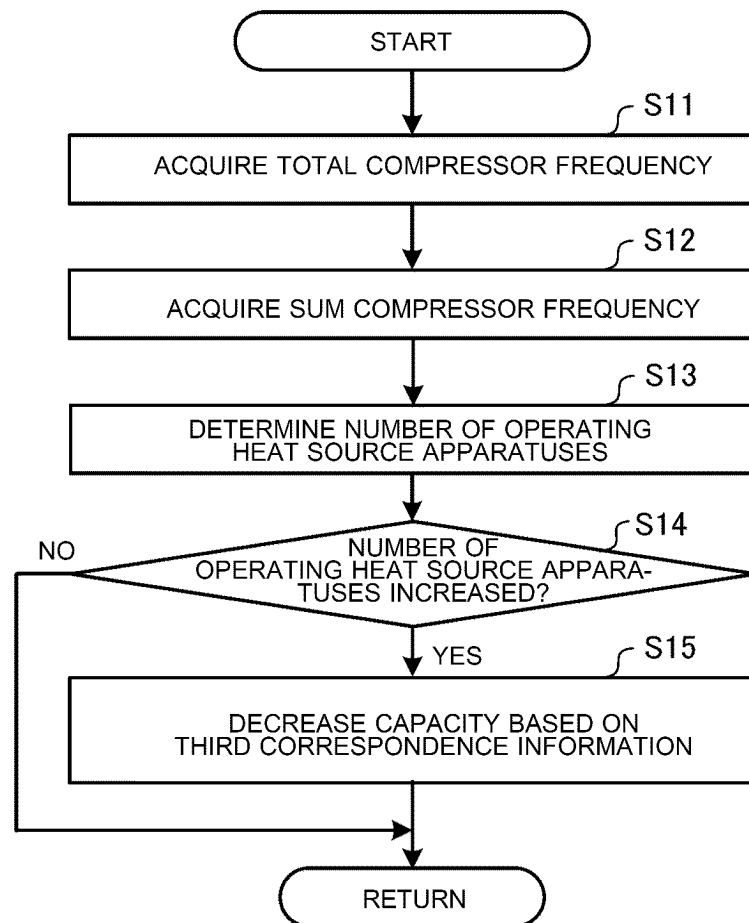 START
S11
ACQUIRE TOTAL COMPRESSOR FREQUENCY
S12
ACQUIRE SUM COMPRESSOR FREQUENCY
S13
DETERMINE NUMBER OF OPERATING
HEAT SOURCE APPARATUSES
S14
NO
NUMBER OF
OPERATING HEAT SOURCE APPARA-
TUSES INCREASED?
YES
S15
DECREASE CAPACITY BASED ON
THIRD CORRESPONDENCE INFORMATION
RETURN